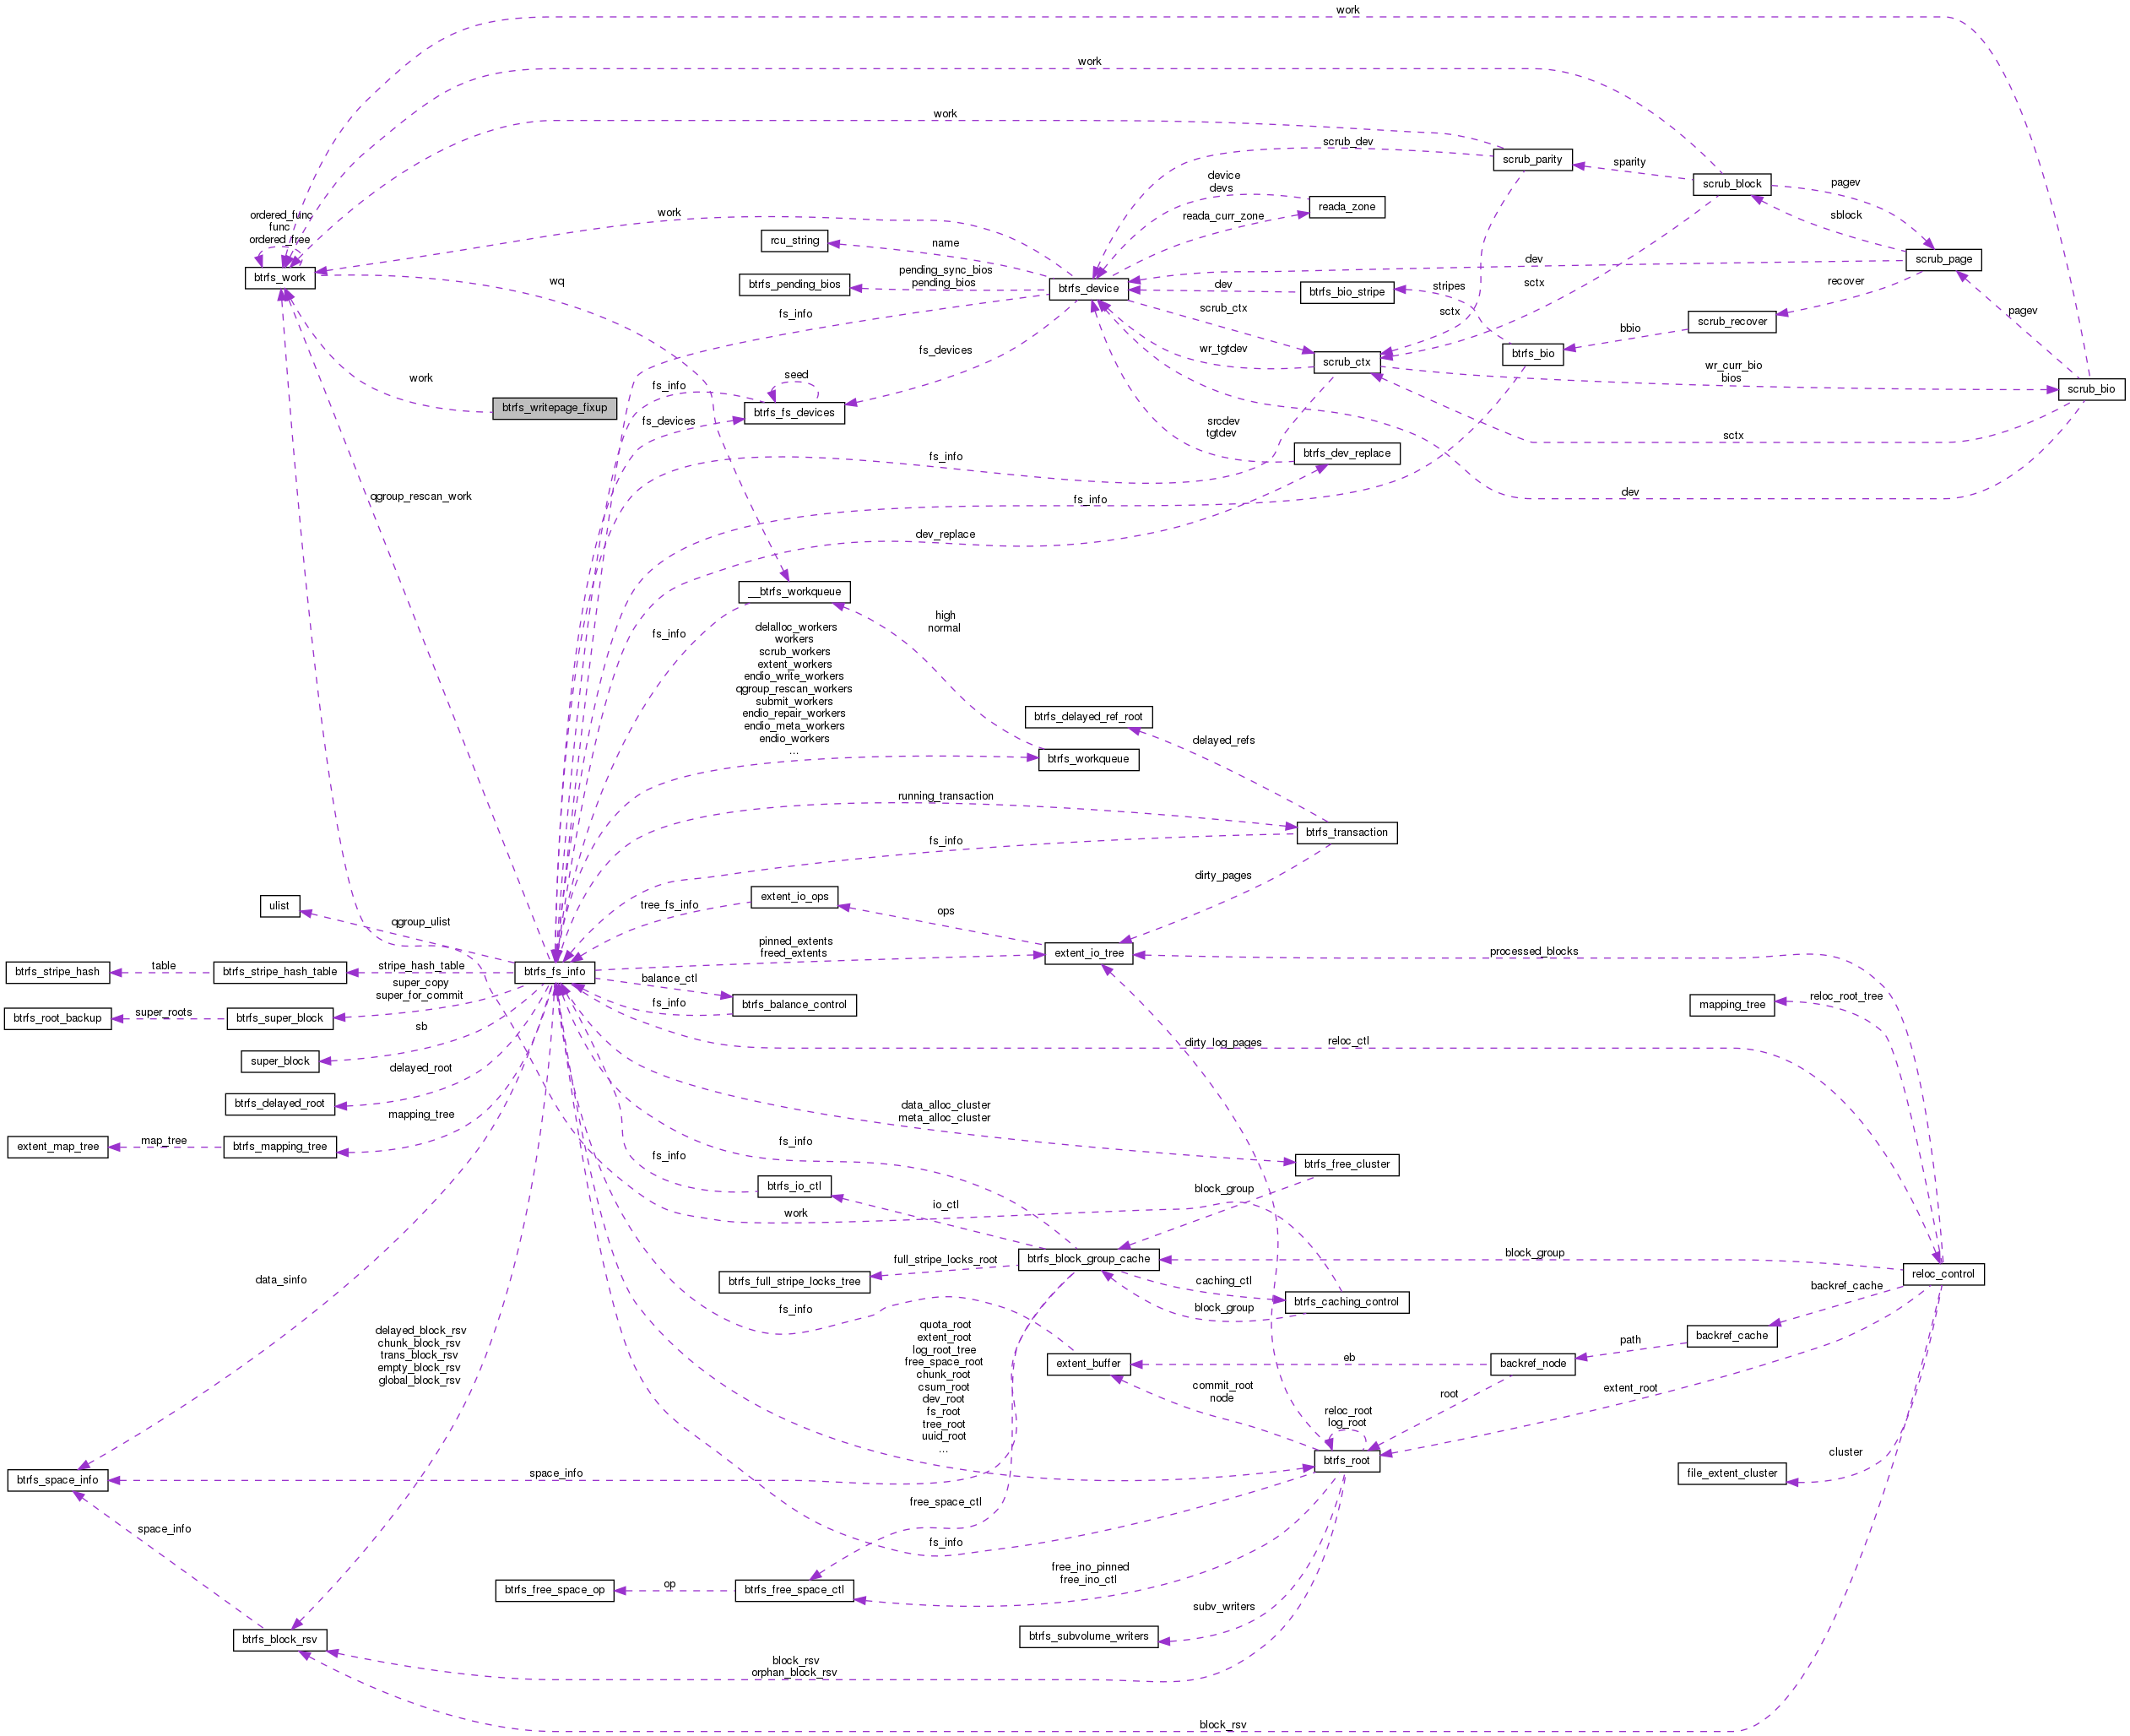 work
work
work
scrub_dev
scrub_parity
sparity
scrub_block
pagev
device
devs
reada_zone
reada_curr_zone
sblock
ordered_func
func
ordered_free
work
rcu_string
name
scrub_page
btrfs_work
wq
btrfs_pending_bios
pending_sync_bios
pending_bios
btrfs_device
dev
dev
btrfs_bio_stripe
stripes
sctx
recover
fs_info
scrub_ctx
sctx
scrub_recover
pagev
bbio
fs_devices
wr_tgtdev
scrub_ctx
btrfs_bio
wr_curr_bio
bios
scrub_bio
work
seed
fs_info
btrfs_writepage_fixup
btrfs_fs_devices
fs_devices
srcdev
tgtdev
sctx
fs_info
btrfs_dev_replace
qgroup_rescan_work
fs_info
dev
dev_replace
__btrfs_workqueue
high
normal
fs_info
delalloc_workers
workers
scrub_workers
extent_workers
endio_write_workers
qgroup_rescan_workers
submit_workers
endio_repair_workers
endio_meta_workers
endio_workers
...
btrfs_delayed_ref_root
delayed_refs
btrfs_workqueue
running_transaction
btrfs_transaction
fs_info
dirty_pages
ulist
qgroup_ulist
tree_fs_info
extent_io_ops
ops
pinned_extents
freed_extents
extent_io_tree
processed_blocks
btrfs_stripe_hash
table
btrfs_stripe_hash_table
stripe_hash_table
btrfs_fs_info
balance_ctl
super_copy
super_for_commit
fs_info
btrfs_balance_control
mapping_tree
reloc_root_tree
btrfs_root_backup
super_roots
btrfs_super_block
sb
dirty_log_pages
reloc_ctl
super_block
delayed_root
btrfs_delayed_root
mapping_tree
data_alloc_cluster
meta_alloc_cluster
extent_map_tree
map_tree
btrfs_mapping_tree
fs_info
fs_info
btrfs_free_cluster
btrfs_io_ctl
block_group
io_ctl
work
btrfs_block_group_cache
block_group
full_stripe_locks_root
btrfs_full_stripe_locks_tree
caching_ctl
reloc_control
data_sinfo
backref_cache
fs_info
block_group
btrfs_caching_control
delayed_block_rsv
chunk_block_rsv
trans_block_rsv
empty_block_rsv
global_block_rsv
quota_root
extent_root
log_root_tree
free_space_root
chunk_root
csum_root
dev_root
fs_root
tree_root
uuid_root
...
extent_buffer
eb
backref_node
path
backref_cache
commit_root
node
root
extent_root
reloc_root
log_root
cluster
btrfs_root
btrfs_space_info
space_info
file_extent_cluster
free_space_ctl
space_info
fs_info
free_ino_pinned
free_ino_ctl
btrfs_free_space_op
op
btrfs_free_space_ctl
subv_writers
btrfs_block_rsv
btrfs_subvolume_writers
block_rsv
orphan_block_rsv
block_rsv